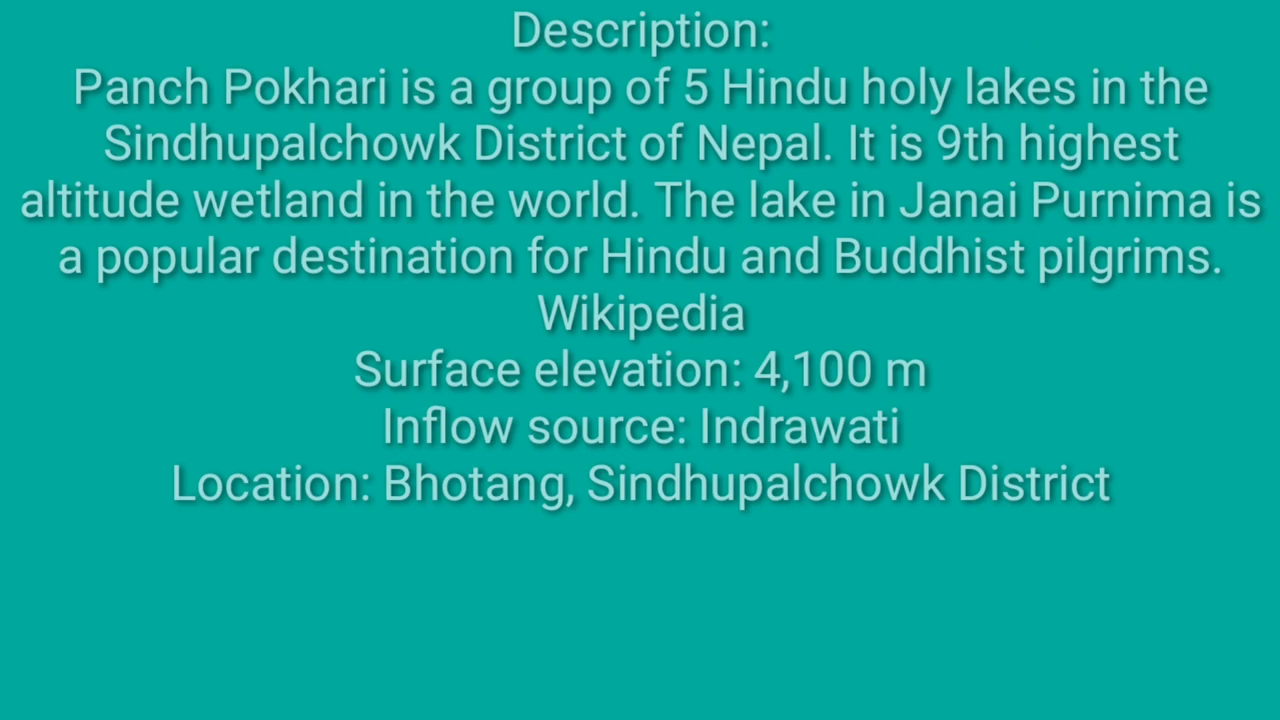 Description:
Panch Pokhari is a group of 5 Hindu holy lakes in the
Sindhupalchowk District of Nepal. It is 9th highest
altitude wetland in the world. The lake in Janai Purnima is
a popular destination for Hindu and Buddhist pilgrims.
Wikipedia
Surface elevation: 4,100 m
Inflow source: Indrawati
Location: Bhotang, Sindhupalchowk District